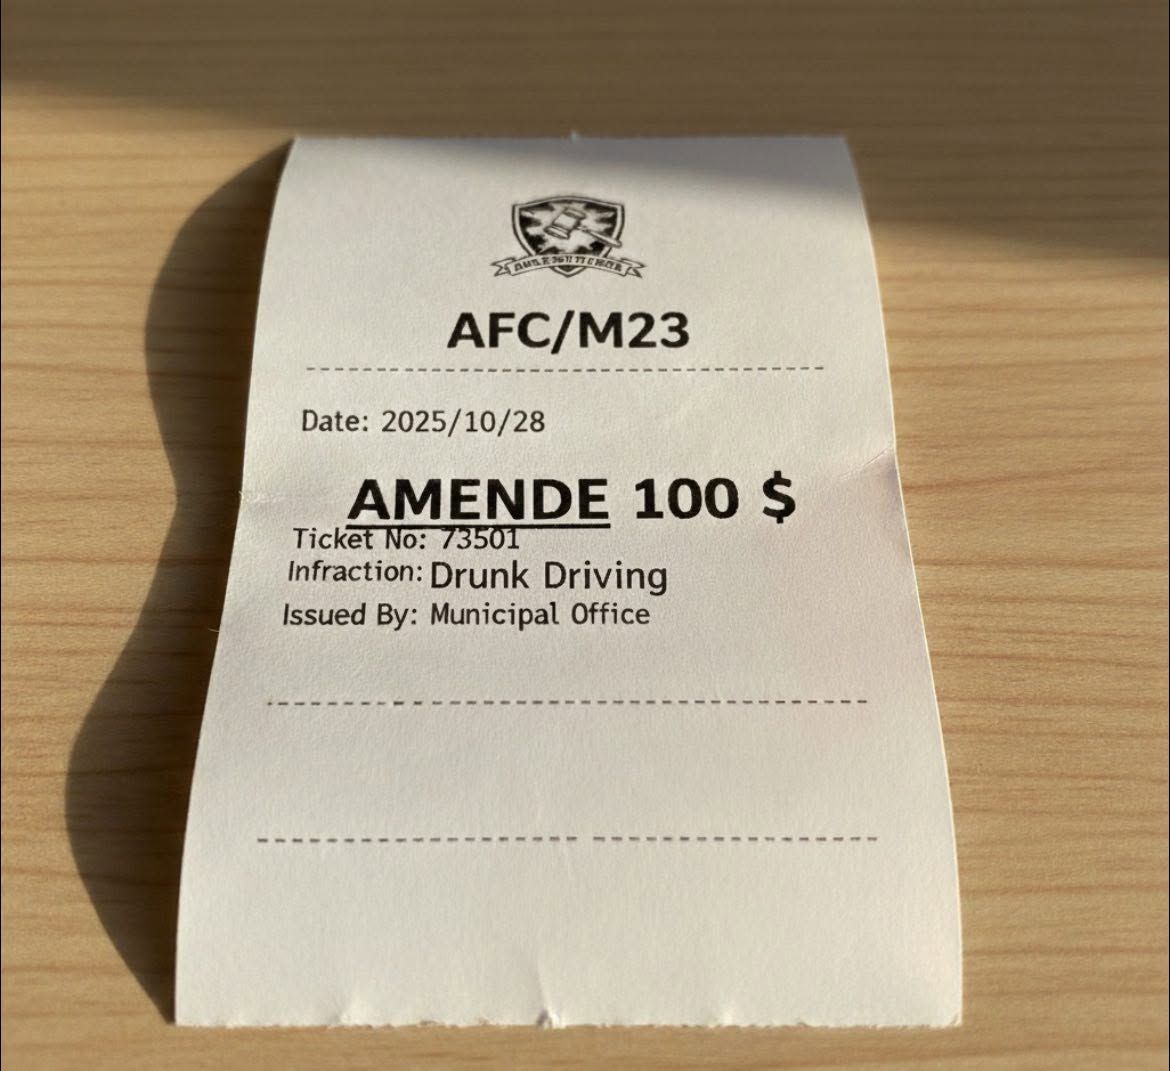 AFC/M23
Date: 2025/10/28
AMENDE 100 $
Ticket No: 73501
Infraction: Drunk Driving
Issued By: Municipal Office